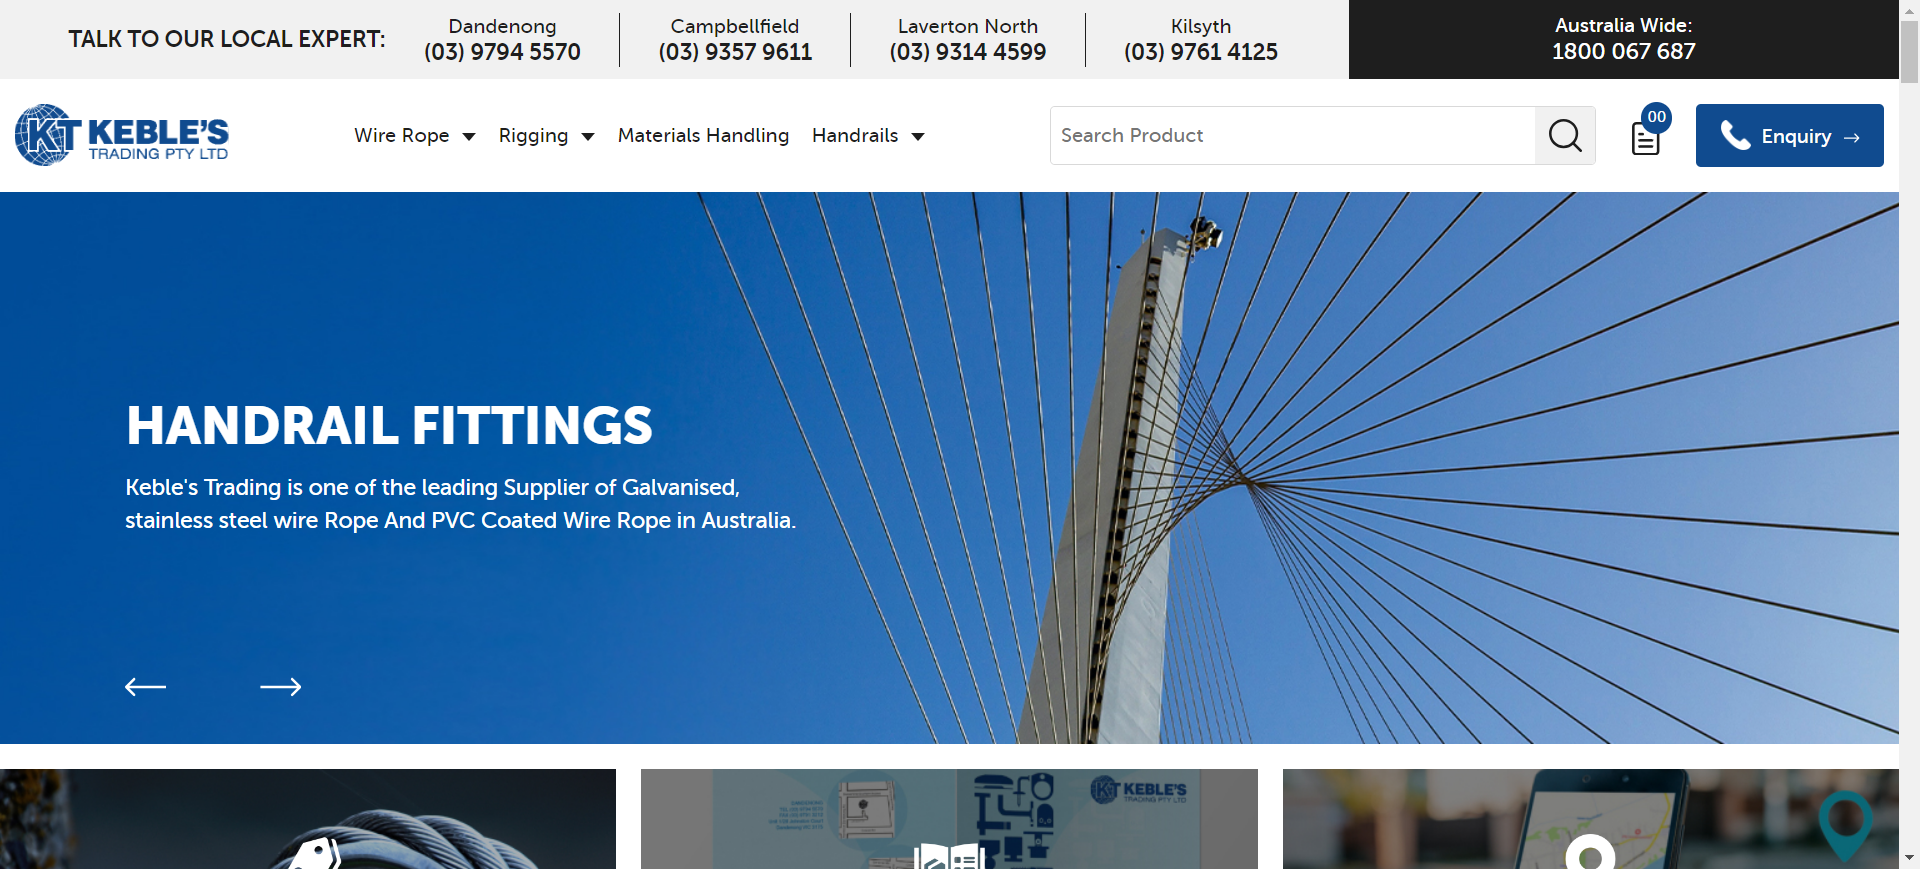 TALK TO OUR LOCAL EXPERT:
Dandenong
(03) 9794 5570
Campbellfield
(03) 9357 9611
Laverton North
(03) 9314 4599
Kilsyth
(03) 9761 4125
Australia Wide:
1800 067 687
KT KEBLE'S
TRADING PTY LTD
Wire Rope
Rigging
Materials Handling
Handrails
Search Product
00
Enquiry →
HANDRAIL FITTINGS
Keble's Trading is one of the leading Supplier of Galvanised,
stainless steel wire Rope And PVC Coated Wire Rope in Australia.
KT KEBLE'S
TRADING PTY LTD
DANDENONG